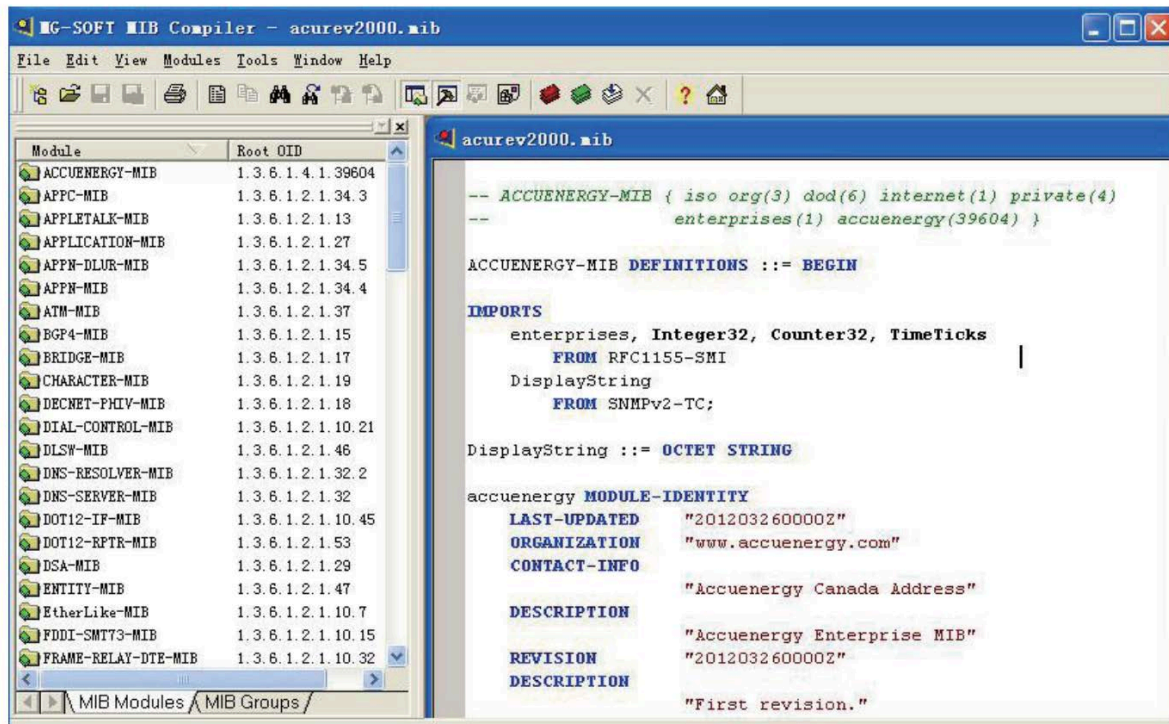 MG-SOFT MIB Compiler - acurev2000.mib
File Edit View Modules Tools Window Help
Module Root OID
ACCUENERGY-MIB 1.3.6.1.4.1.39604
APPC-MIB 1.3.6.1.2.1.34.3
APPLETALK-MIB 1.3.6.1.2.1.13
APPLICATION-MIB 1.3.6.1.2.1.27
APPN-DLUR-MIB 1.3.6.1.2.1.34.5
APPN-MIB 1.3.6.1.2.1.34.4
ATM-MIB 1.3.6.1.2.1.37
BGP4-MIB 1.3.6.1.2.1.15
BRIDGE-MIB 1.3.6.1.2.1.17
CHARACTER-MIB 1.3.6.1.2.1.19
DECNET-PHIV-MIB 1.3.6.1.2.1.18
DIAL-CONTROL-MIB 1.3.6.1.2.1.10.21
DLSW-MIB 1.3.6.1.2.1.46
DNS-RESOLVER-MIB 1.3.6.1.2.1.32.2
DNS-SERVER-MIB 1.3.6.1.2.1.32
DOT12-IF-MIB 1.3.6.1.2.1.10.45
DOT12-RPTR-MIB 1.3.6.1.2.1.53
DSA-MIB 1.3.6.1.2.1.29
ENTITY-MIB 1.3.6.1.2.1.47
EtherLike-MIB 1.3.6.1.2.1.10.7
FDDI-SMT73-MIB 1.3.6.1.2.1.10.15
FRAME-RELAY-DTE-MIB 1.3.6.1.2.1.10.32
MIB Modules MIB Groups
acurev2000.mib
-- ACCUENERGY-MIB { iso org(3) dod(6) internet(1) private(4)
-- enterprises(1) accuenergy(39604) }
ACCUENERGY-MIB DEFINITIONS ::= BEGIN
IMPORTS
enterprises, Integer32, Counter32, TimeTicks
FROM RFC1155-SMI
DisplayString
FROM SNMPv2-TC;
DisplayString ::= OCTET STRING
accuenergy MODULE-IDENTITY
LAST-UPDATED "201203260000Z"
ORGANIZATION "www.accuenergy.com"
CONTACT-INFO
"Accuenergy Canada Address"
DESCRIPTION
"Accuenergy Enterprise MIB"
REVISION "201203260000Z"
DESCRIPTION
"First revision."